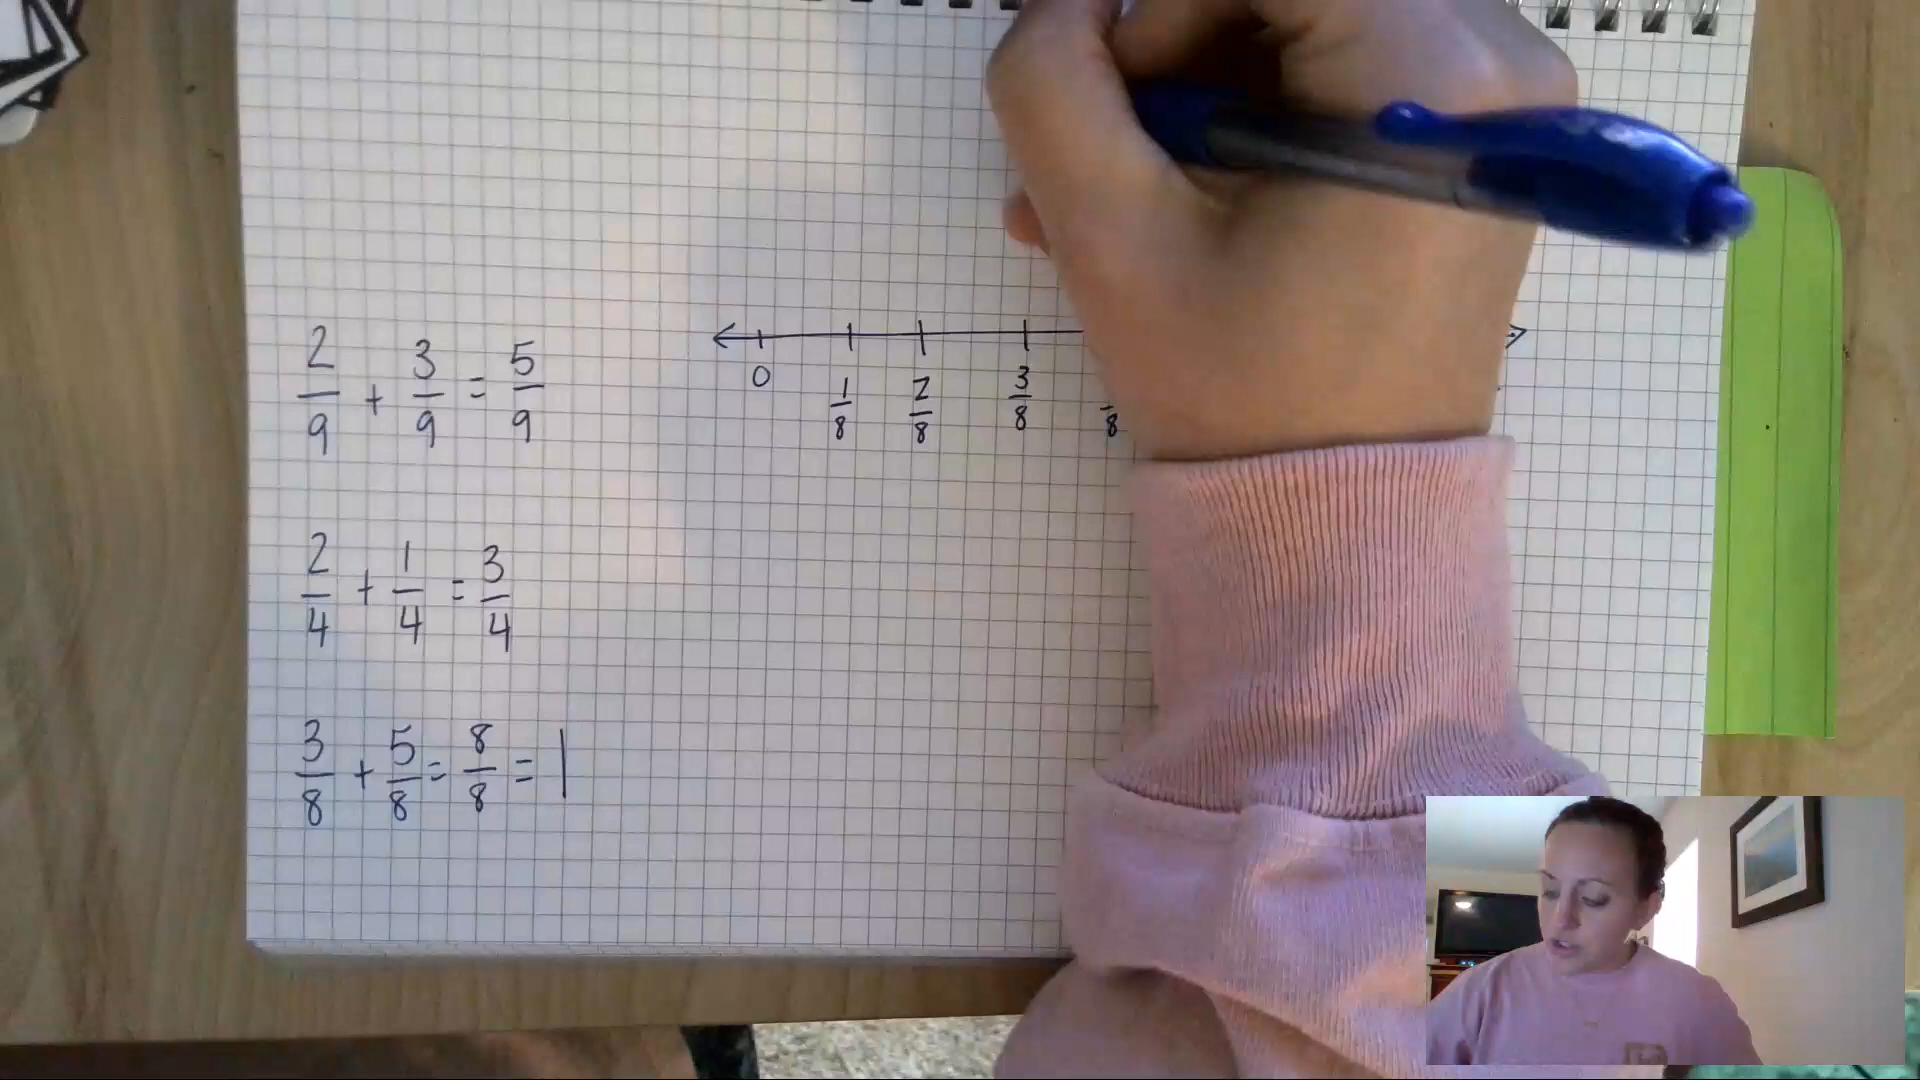 2/9 + 3/9 = 5/9
0 1/8 2/8 3/8 /8
2/4 + 1/4 = 3/4
3/8 + 5/8 = 8/8 = 1